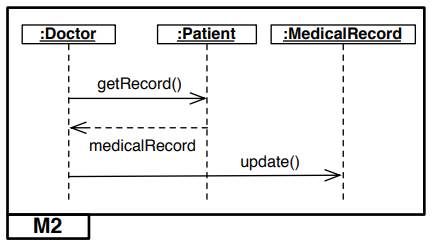 :Doctor :Patient :MedicalRecord
getRecord()
medicalRecord
update()
M2